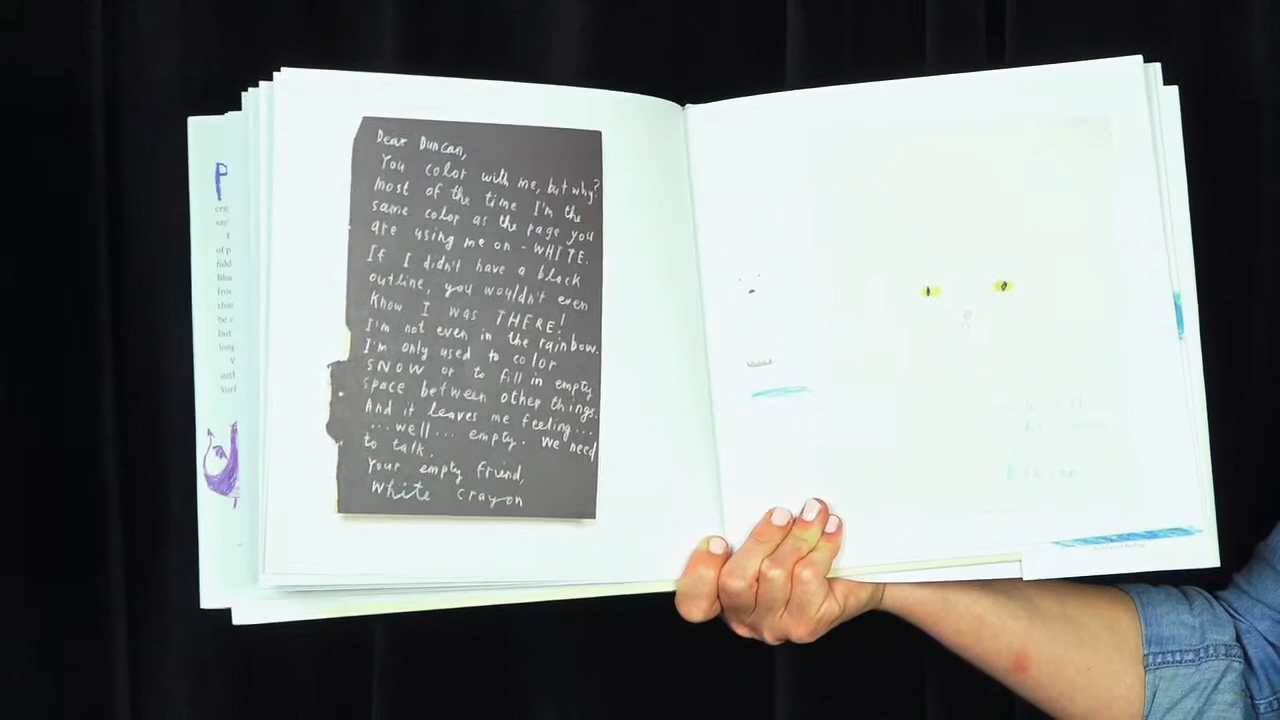 Dear Duncan,
You color with me, but why?
most of the time I'm the
same color as the page you
are using me on - WHITE.
If I didn't have a black
outline, you wouldn't even
know I was THERE!
I'm not even in the rainbow.
I'm only used to color
SNOW or to fill in empty
space between other things.
And it leaves me feeling...
...well... empty. We need
to talk.
Your empty friend,
White Crayon
P
of p